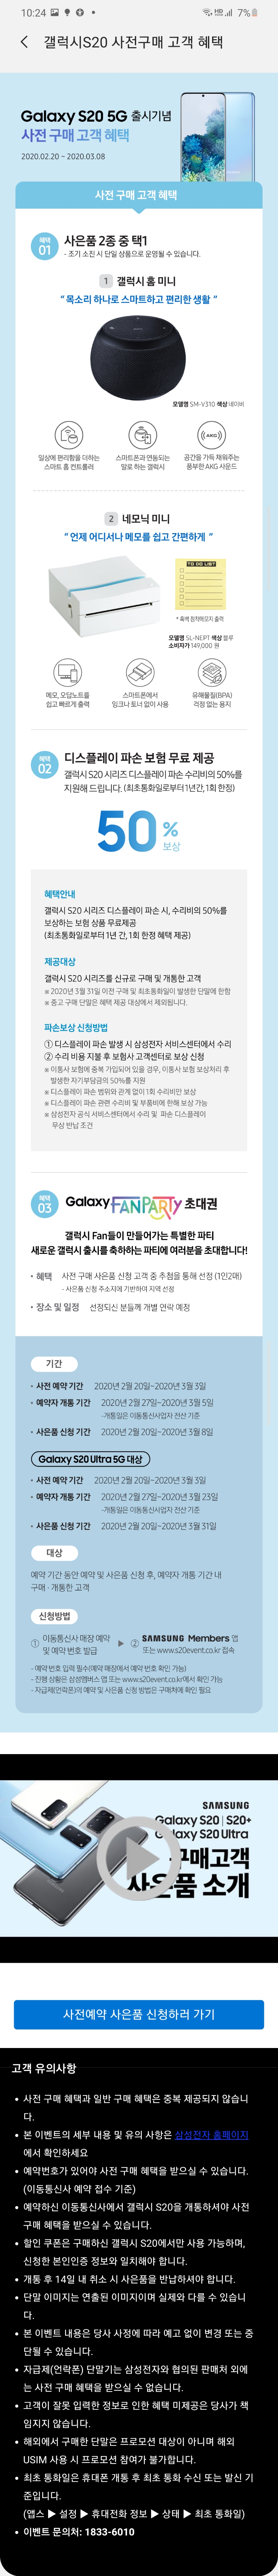 10:24
7%
갤럭시S20 사전구매 고객 혜택
Galaxy S20 5G 출시기념
사전 구매 고객 혜택
2020.02.20 ~ 2020.03.08
사전 구매 고객 혜택
혜택
01
사은품 2종 중 택1
- 조기 소진 시 단일 상품으로 운영될 수 있습니다.
1 갤럭시 홈 미니
“ 목소리 하나로 스마트하고 편리한 생활 ”
모델명 SM-V310 색상 네이비
AKG
일상에 편리함을 더하는
스마트 홈 컨트롤러
스마트폰과 연동되는
말로 하는 갤럭시
공간을 가득 채워주는
풍부한 AKG 사운드
2 네모닉 미니
“ 언제 어디서나 메모를 쉽고 간편하게 ”
TO DO LIST
* 흑백 점착메모지 출력
모델명 SL-NEPT 색상 블루
소비자가 149,000 원
메모, 오답노트를
쉽고 빠르게 출력
스마트폰에서
잉크나 토너 없이 사용
유해물질(BPA)
걱정 없는 용지
혜택
02
디스플레이 파손 보험 무료 제공
갤럭시 S20 시리즈 디스플레이 파손 수리비의 50%를
지원해 드립니다. (최초통화일로부터 1년간, 1회 한정)
50 %
보상
혜택안내
갤럭시 S20 시리즈 디스플레이 파손 시, 수리비의 50%를
보상하는 보험 상품 무료제공
(최초통화일로부터 1년 간, 1회 한정 혜택 제공)
제공대상
갤럭시 S20 시리즈를 신규로 구매 및 개통한 고객
※ 2020년 3월 31일 이전 구매 및 최초통화일이 발생한 단말에 한함
※ 중고 구매 단말은 혜택 제공 대상에서 제외됩니다.
파손보상 신청방법
① 디스플레이 파손 발생 시 삼성전자 서비스센터에서 수리
② 수리 비용 지불 후 보험사 고객센터로 보상 신청
※ 이통사 보험에 중복 가입되어 있을 경우, 이통사 보험 보상처리 후
발생한 자기부담금의 50%를 지원
※ 디스플레이 파손 범위와 관계 없이 1회 수리비만 보상
※ 디스플레이 파손 관련 수리비 및 부품비에 한해 보상 가능
※ 삼성전자 공식 서비스센터에서 수리 및 파손 디스플레이
무상 반납 조건
혜택
03
Galaxy FANPARTY 초대권
갤럭시 Fan들이 만들어가는 특별한 파티
새로운 갤럭시 출시를 축하하는 파티에 여러분을 초대합니다!
• 혜택 사전 구매 사은품 신청 고객 중 추첨을 통해 선정 (1인2매)
- 사은품 신청 주소지에 기반하여 지역 선정
• 장소 및 일정 선정되신 분들께 개별 연락 예정
기간
• 사전 예약 기간 2020년 2월 20일~2020년 3월 3일
• 예약자 개통 기간 2020년 2월 27일~2020년 3월 5일
-개통일은 이동통신사업자 전산 기준
• 사은품 신청 기간 2020년 2월 20일~2020년 3월 8일
Galaxy S20 Ultra 5G 대상
• 사전 예약 기간 2020년 2월 20일~2020년 3월 3일
• 예약자 개통 기간 2020년 2월 27일~2020년 3월 23일
-개통일은 이동통신사업자 전산 기준
• 사은품 신청 기간 2020년 2월 20일~2020년 3월 31일
대상
예약 기간 동안 예약 및 사은품 신청 후, 예약자 개통 기간 내
구매 · 개통한 고객
신청방법
① 이동통신사 매장 예약
및 예약 번호 발급
▶ ② SAMSUNG Members 앱
또는 www.s20event.co.kr 접속
- 예약 번호 입력 필수(예약 매장에서 예약 번호 확인 가능)
- 진행 상황은 삼성멤버스 앱 또는 www.s20event.co.kr에서 확인 가능
- 자급제(언락폰)의 예약 및 사은품 신청 방법은 구매처에 확인 필요
SAMSUNG
Galaxy S20 | S20+
Galaxy S20 Ultra
구매고객
사은품 소개
사전예약 사은품 신청하러 가기
고객 유의사항
• 사전 구매 혜택과 일반 구매 혜택은 중복 제공되지 않습니
다.
• 본 이벤트의 세부 내용 및 유의 사항은 삼성전자 홈페이지
에서 확인하세요
• 예약번호가 있어야 사전 구매 혜택을 받으실 수 있습니다.
(이동통신사 예약 접수 기준)
• 예약하신 이동통신사에서 갤럭시 S20을 개통하셔야 사전
구매 혜택을 받으실 수 있습니다.
• 할인 쿠폰은 구매하신 갤럭시 S20에서만 사용 가능하며,
신청한 본인인증 정보와 일치해야 합니다.
• 개통 후 14일 내 취소 시 사은품을 반납하셔야 합니다.
• 단말 이미지는 연출된 이미지이며 실제와 다를 수 있습니
다.
• 본 이벤트 내용은 당사 사정에 따라 예고 없이 변경 또는 중
단될 수 있습니다.
• 자급제(언락폰) 단말기는 삼성전자와 협의된 판매처 외에
는 사전 구매 혜택을 받으실 수 없습니다.
• 고객이 잘못 입력한 정보로 인한 혜택 미제공은 당사가 책
임지지 않습니다.
• 해외에서 구매한 단말은 프로모션 대상이 아니며 해외
USIM 사용 시 프로모션 참여가 불가합니다.
• 최초 통화일은 휴대폰 개통 후 최초 통화 수신 또는 발신 기
준입니다.
(앱스 ▶ 설정 ▶ 휴대전화 정보 ▶ 상태 ▶ 최초 통화일)
• 이벤트 문의처: 1833-6010